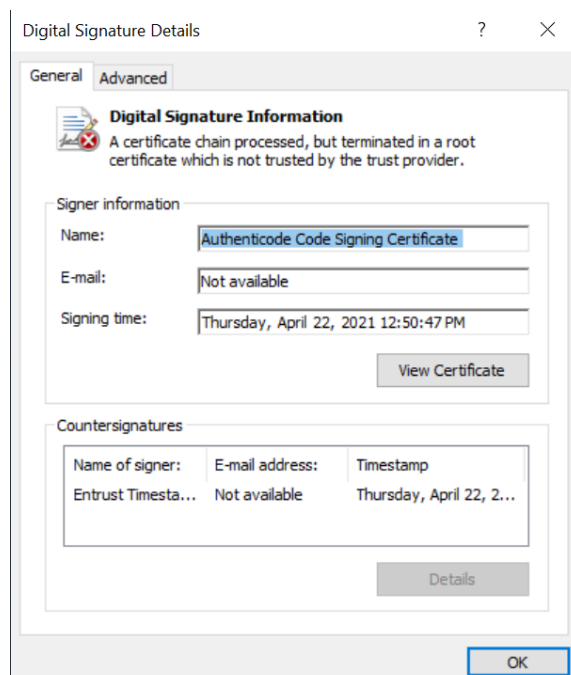 Digital Signature Details
?
General
Advanced
Digital Signature Information
A certificate chain processed, but terminated in a root
certificate which is not trusted by the trust provider.
Signer information
Name:
Authenticode Code Signing Certificate
E-mail:
Not available
Signing time:
Thursday, April 22, 2021 12:50:47 PM
View Certificate
Countersignatures
Name of signer: E-mail address: Timestamp
Entrust Timesta... Not available Thursday, April 22, 2...
Details
OK